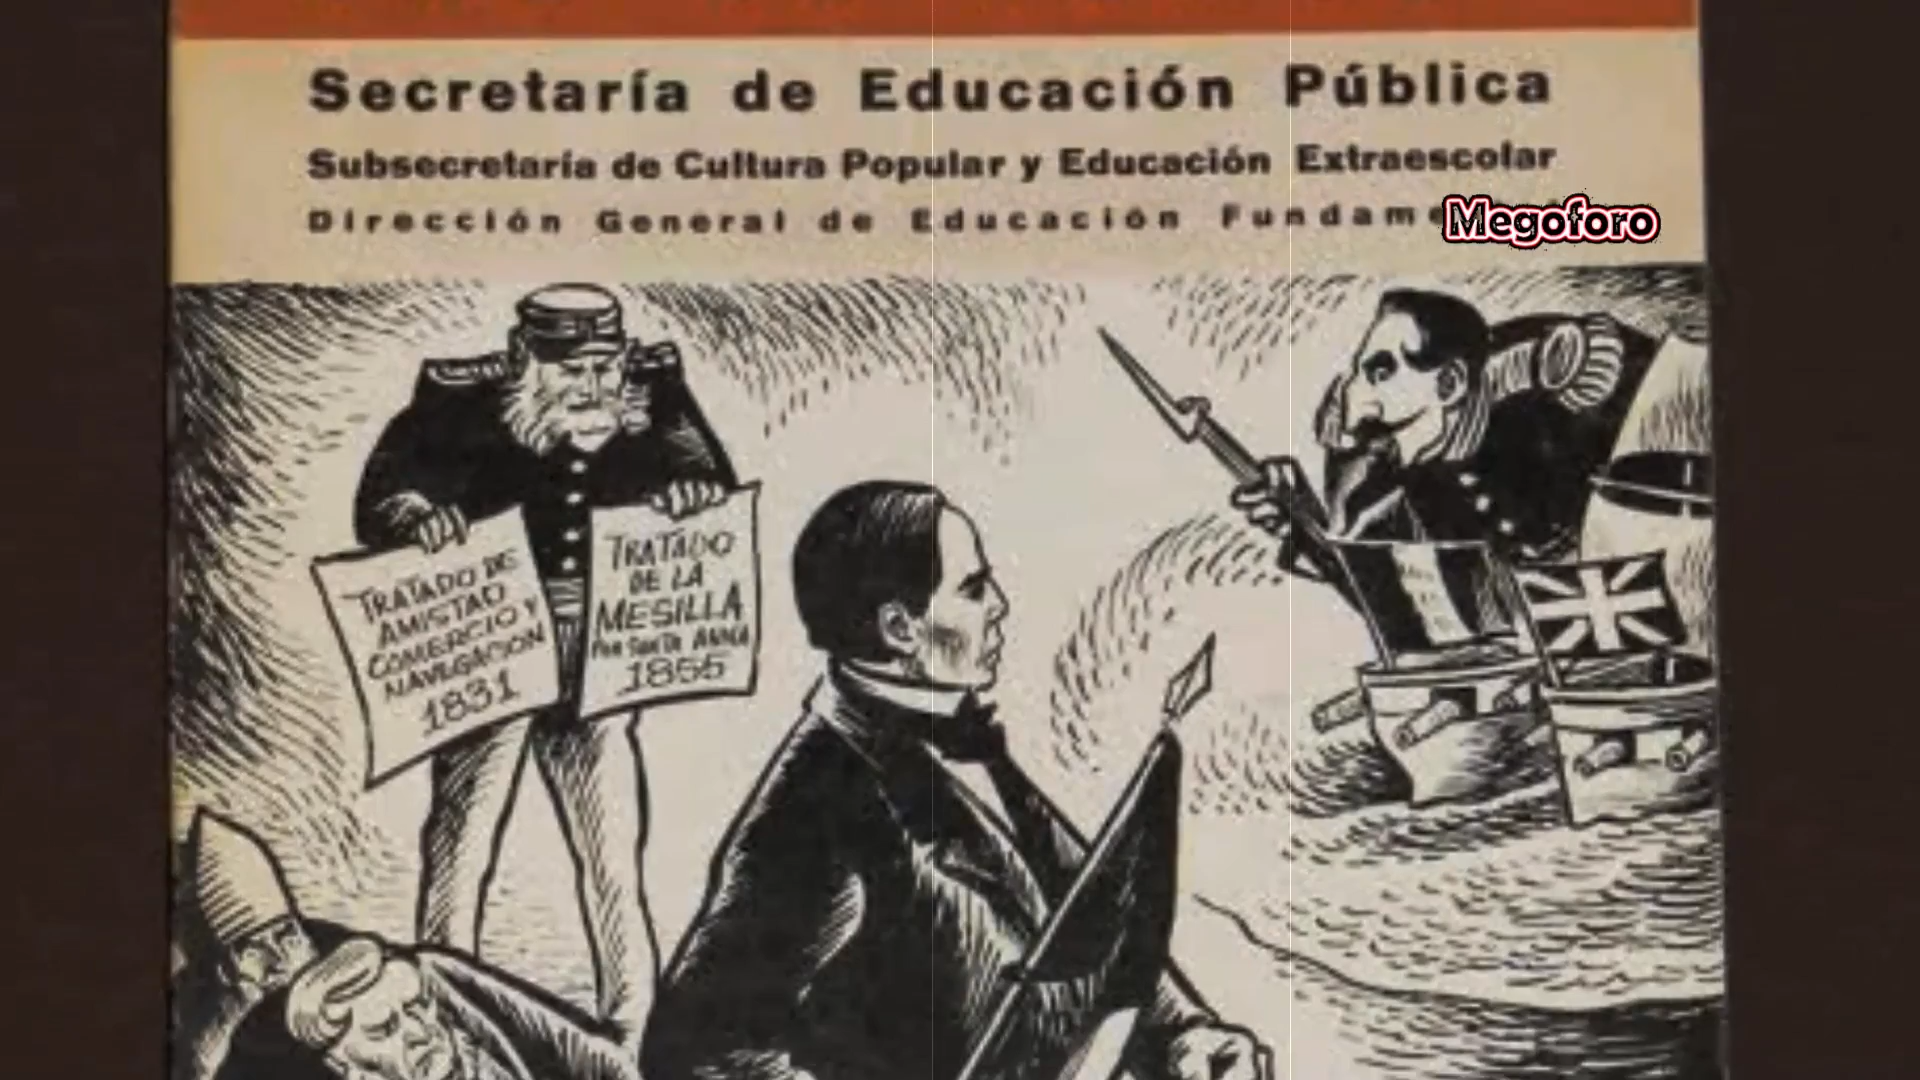 Secretaría de Educación Pública
Subsecretaría de Cultura Popular y Educación Extraescolar
Dirección General de Educación
Megoforo
TRATADO DE
AMISTAD
COMERCIO Y
NAVEGACION
1831
TRATADO
DE LA
MESILLA
POR SANTA ANNA
1855